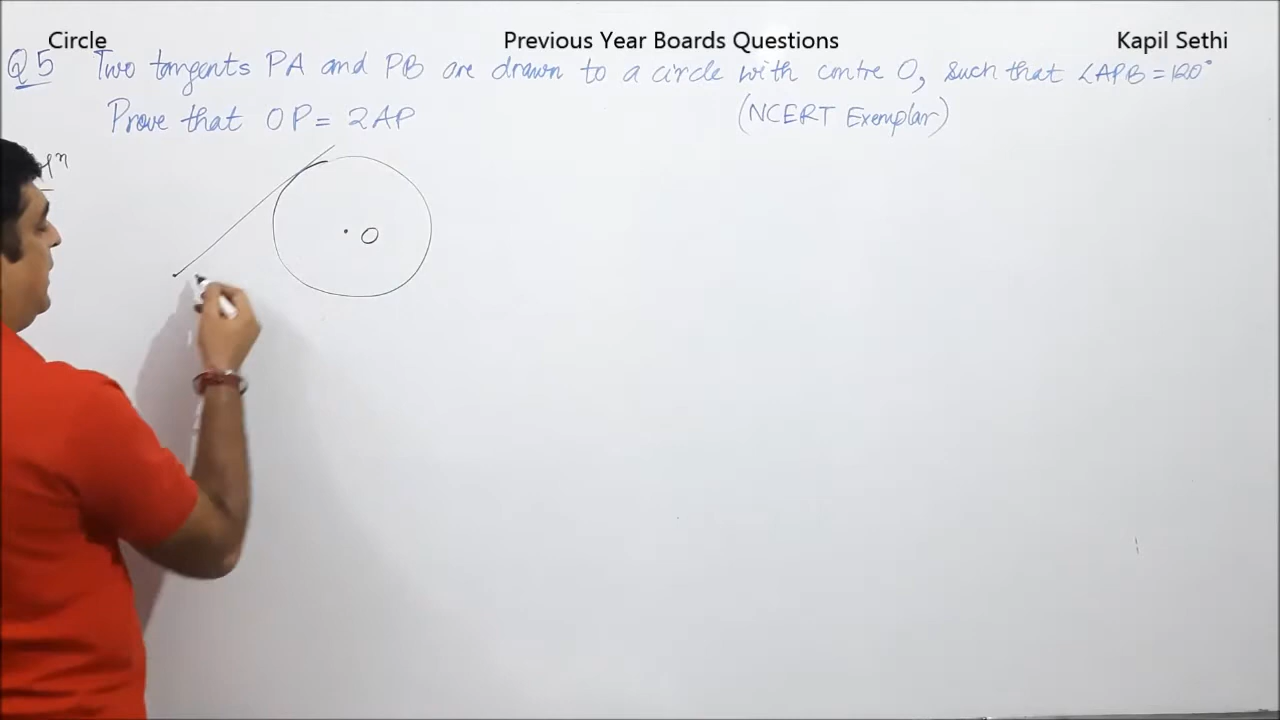 Circle Previous Year Boards Questions Kapil Sethi
Q5 Two tangents PA and PB are drawn to a circle with centre O, such that ∠APB = 120°
Prove that OP = 2AP (NCERT Exemplar)
O